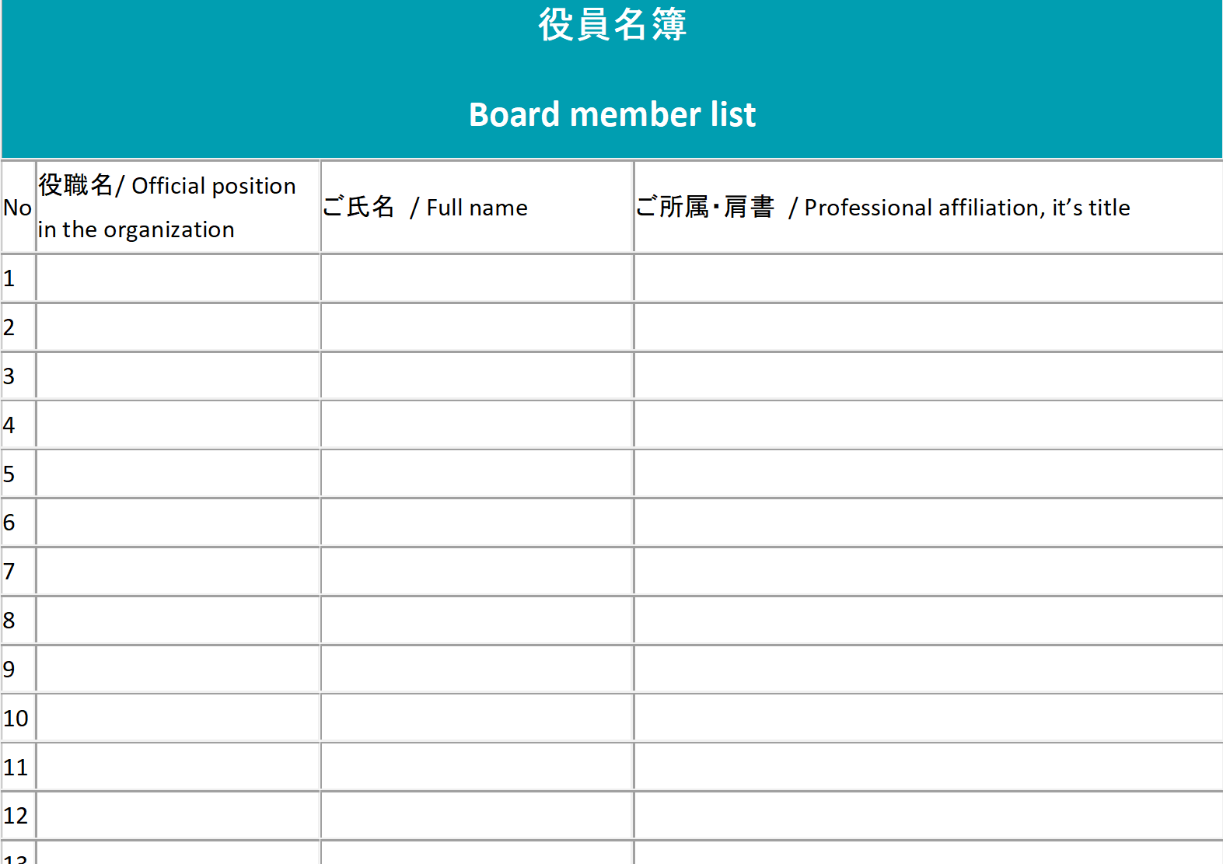 役員名簿
Board member list
No
役職名/ Official position
in the organization
ご氏名 / Full name
ご所属・肩書 / Professional affiliation, it’s title
1
2
3
4
5
6
7
8
9
10
11
12
13